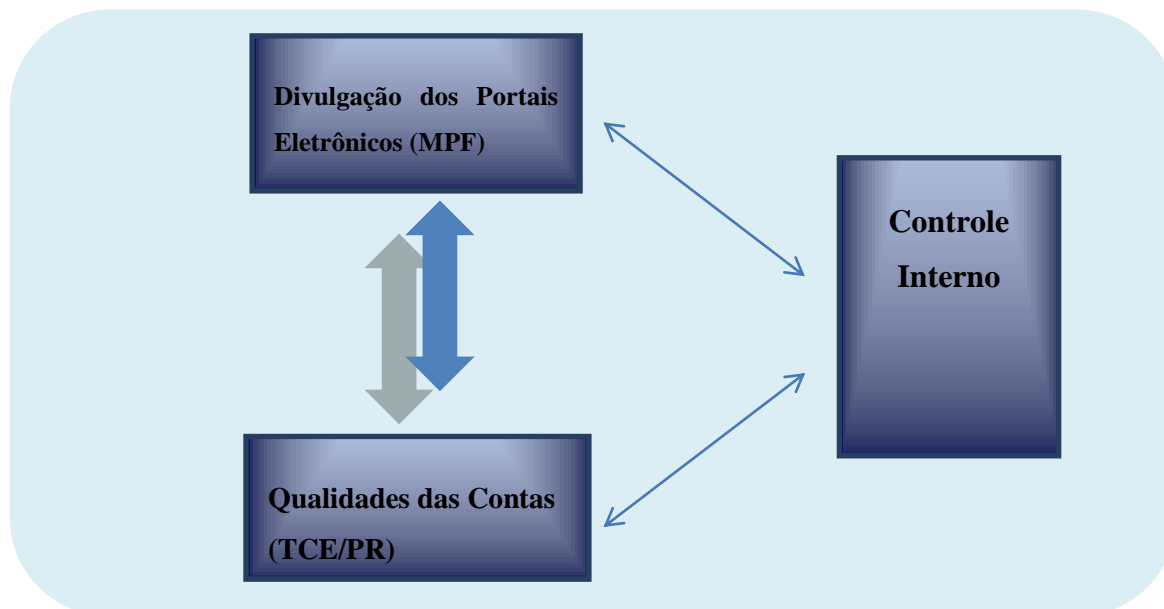 Divulgação dos Portais
Eletrônicos (MPF)
Controle
Interno
Qualidades das Contas
(TCE/PR)